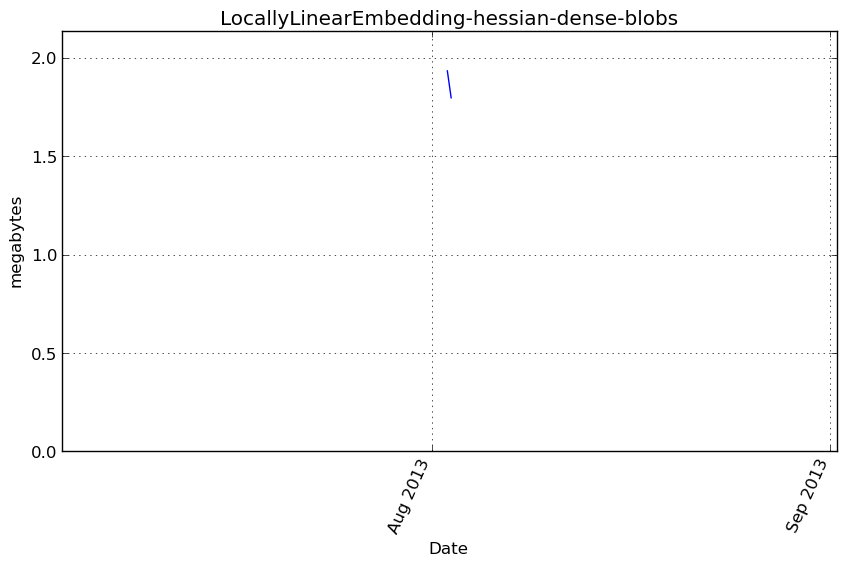 LocallyLinearEmbedding-hessian-dense-blobs
2.0
1.5
1.0
0.5
0.0
megabytes
Aug 2013
Sep 2013
Date